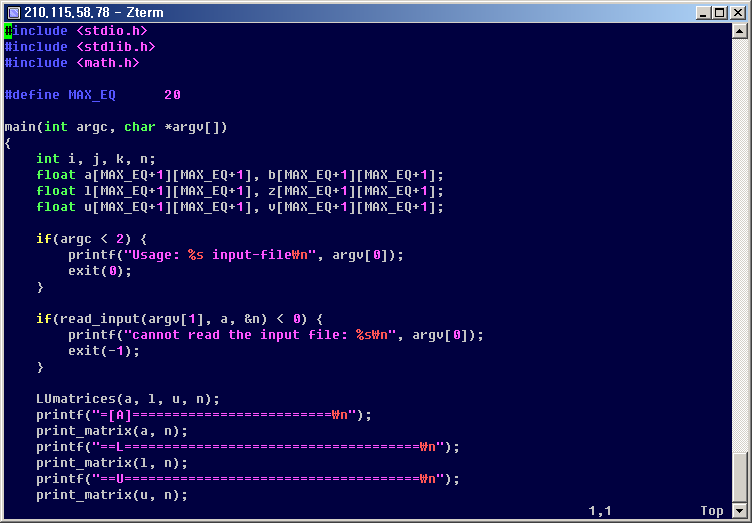 210.115.58.78 - Zterm
#include <stdio.h>
#include <stdlib.h>
#include <math.h>
#define MAX_EQ      20
main(int argc, char *argv[])
{
    int i, j, k, n;
    float a[MAX_EQ+1][MAX_EQ+1], b[MAX_EQ+1][MAX_EQ+1];
    float l[MAX_EQ+1][MAX_EQ+1], z[MAX_EQ+1][MAX_EQ+1];
    float u[MAX_EQ+1][MAX_EQ+1], v[MAX_EQ+1][MAX_EQ+1];
    if(argc < 2) {
        printf("Usage: %s input-file₩n", argv[0]);
        exit(0);
    }
    if(read_input(argv[1], a, &n) < 0) {
        printf("cannot read the input file: %s₩n", argv[0]);
        exit(-1);
    }
    LUmatrices(a, l, u, n);
    printf("=[A]=========================₩n");
    print_matrix(a, n);
    printf("==L=====================================₩n");
    print_matrix(l, n);
    printf("==U=====================================₩n");
    print_matrix(u, n);
1,1           Top